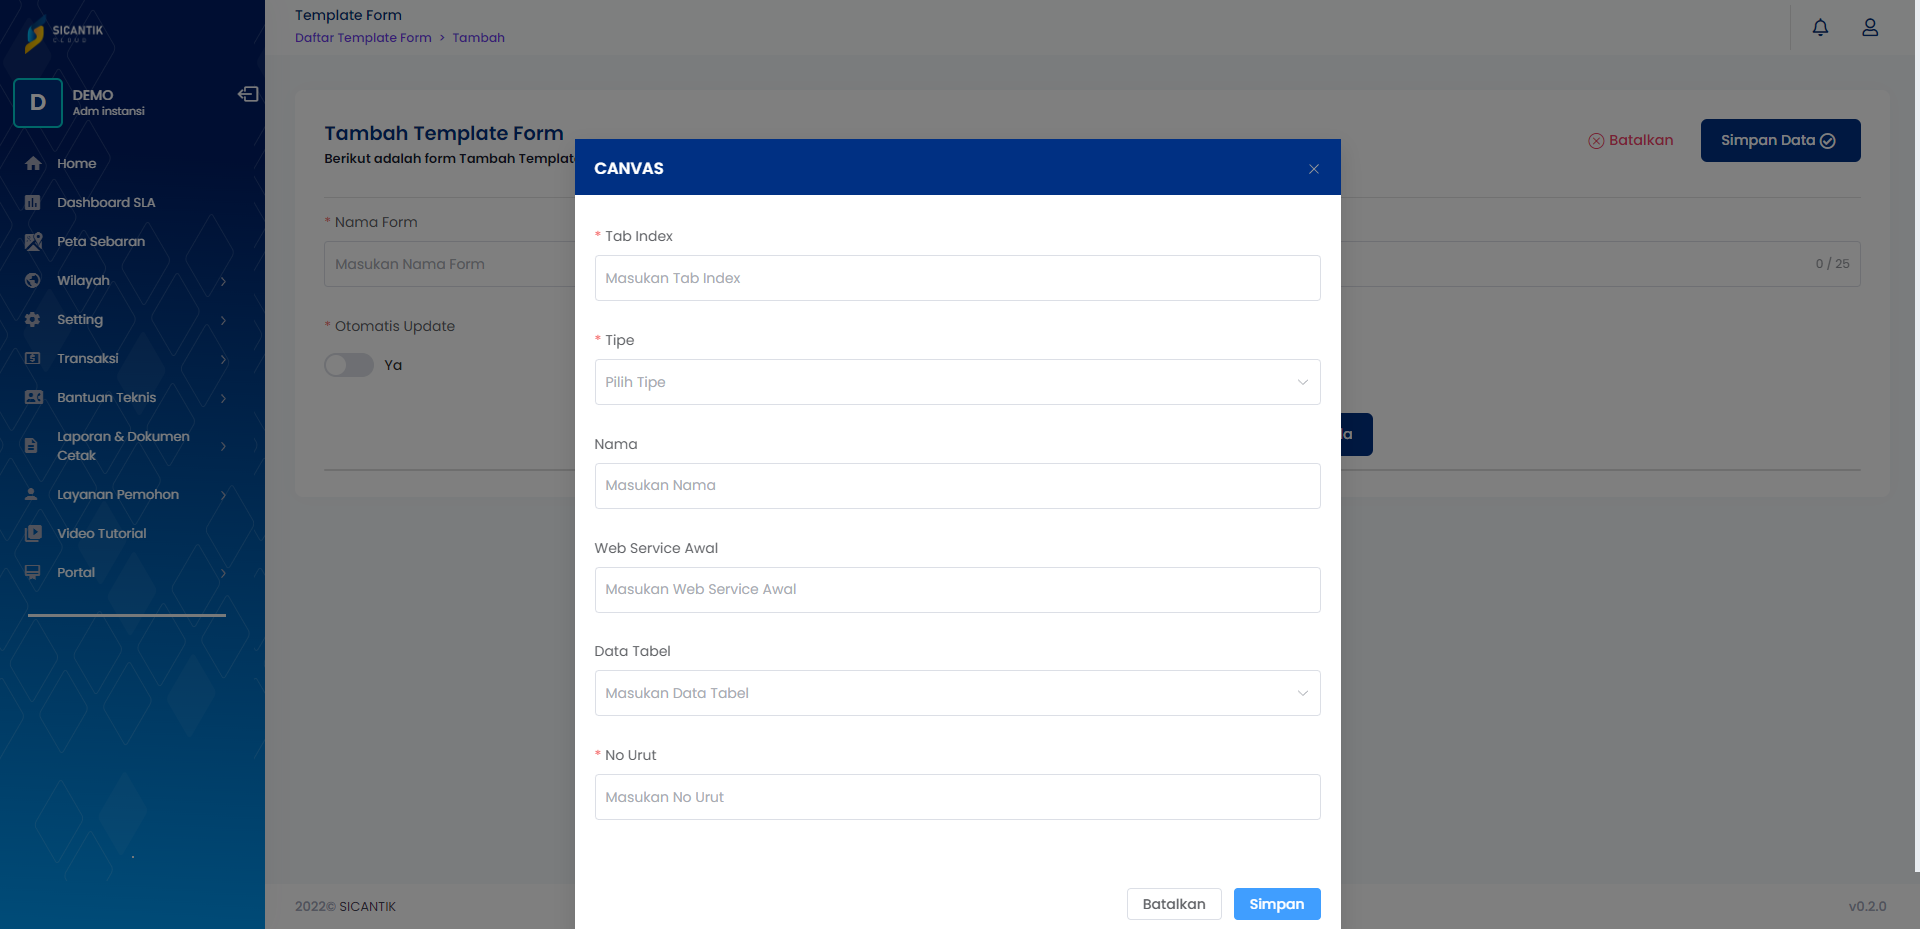 SICANTIK
CLOUD
D
DEMO
Adm instansi
Home
Dashboard SLA
Peta Sebaran
Wilayah
Setting
Transaksi
Bantuan Teknis
Laporan & Dokumen
Cetak
Layanan Pemohon
Video Tutorial
Portal
Template Form
Daftar Template Form > Tambah
Tambah Template Form
Berikut adalah form Tambah Template
Batalkan
Simpan Data
* Nama Form
Masukan Nama Form
0 / 25
* Otomatis Update
Ya
CANVAS
* Tab Index
Masukan Tab Index
* Tipe
Pilih Tipe
Nama
Masukan Nama
Web Service Awal
Masukan Web Service Awal
Data Tabel
Masukan Data Tabel
* No Urut
Masukan No Urut
Batalkan
Simpan
2022© SICANTIK
v0.2.0